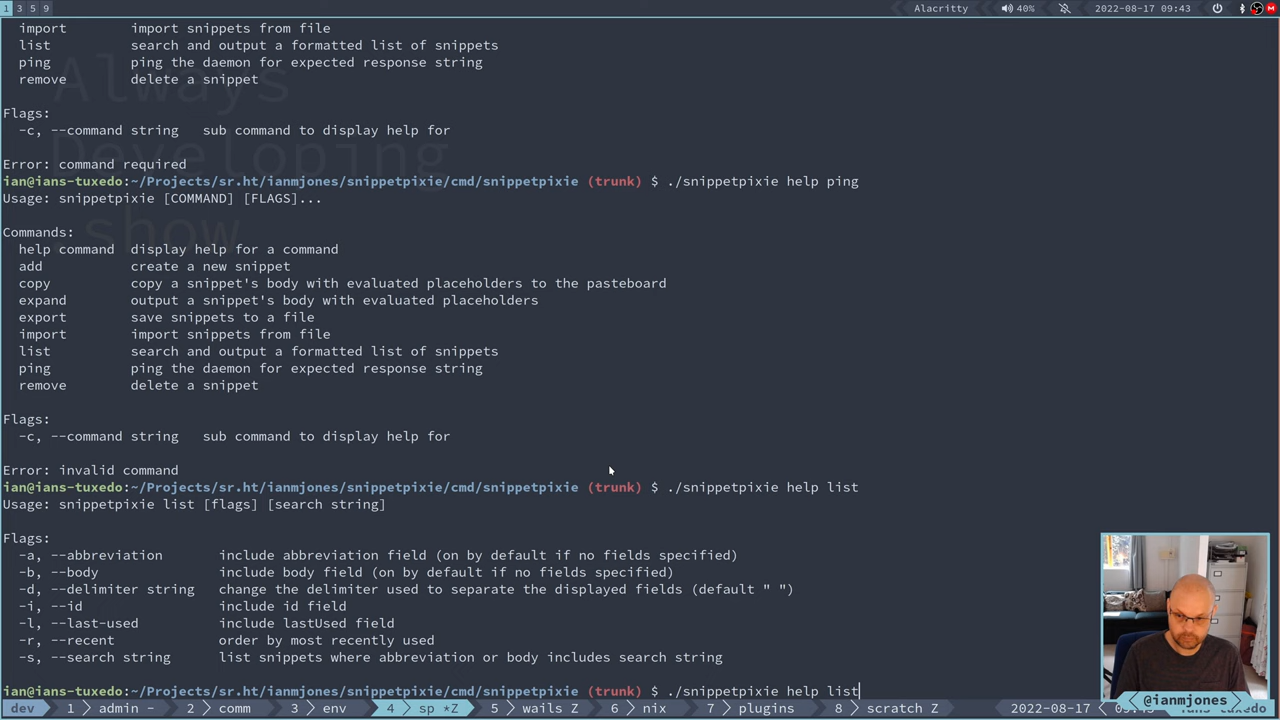 1 3 5 9
Alacritty 40% 2022-08-17 09:43 M
import import snippets from file
list search and output a formatted list of snippets
ping ping the daemon for expected response string
remove delete a snippet
Always
Developing
show
Flags:
-c, --command string sub command to display help for
Error: command required
ian@ians-tuxedo:~/Projects/sr.ht/ianmjones/snippetpixie/cmd/snippetpixie (trunk) $ ./snippetpixie help ping
Usage: snippetpixie [COMMAND] [FLAGS]...
Commands:
help command display help for a command
add create a new snippet
copy copy a snippet's body with evaluated placeholders to the pasteboard
expand output a snippet's body with evaluated placeholders
export save snippets to a file
import import snippets from file
list search and output a formatted list of snippets
ping ping the daemon for expected response string
remove delete a snippet
Flags:
-c, --command string sub command to display help for
Error: invalid command
ian@ians-tuxedo:~/Projects/sr.ht/ianmjones/snippetpixie/cmd/snippetpixie (trunk) $ ./snippetpixie help list
Usage: snippetpixie list [flags] [search string]
Flags:
-a, --abbreviation include abbreviation field (on by default if no fields specified)
-b, --body include body field (on by default if no fields specified)
-d, --delimiter string change the delimiter used to separate the displayed fields (default " ")
-i, --id include id field
-l, --last-used include lastUsed field
-r, --recent order by most recently used
-s, --search string list snippets where abbreviation or body includes search string
ian@ians-tuxedo:~/Projects/sr.ht/ianmjones/snippetpixie/cmd/snippetpixie (trunk) $ ./snippetpixie help list
@ianmjones
dev 1 admin - 2 comm 3 env 4 sp *Z 5 wails Z 6 nix 7 plugins 8 scratch Z 2022-08-17